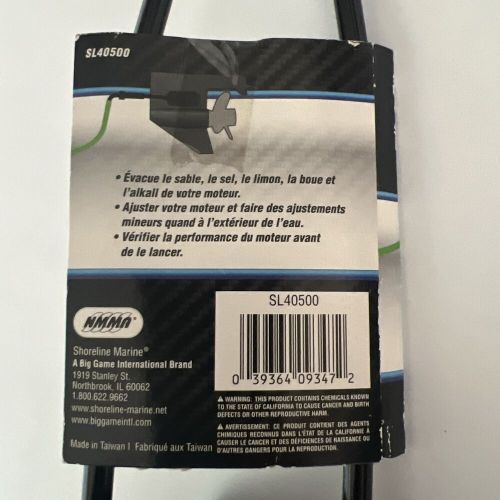 SL40500
• Évacue le sable, le sel, le limon, la boue et
l'alkall de votre moteur.
• Ajuster votre moteur et faire des ajustements
mineurs quand à l'extérieur de l'eau.
• Vérifier la performance du moteur avant
de le lancer.
NMMA
Shoreline Marine®
A Big Game International Brand
1919 Stanley St.
Northbrook, IL 60062
1.800.622.9662
www.shoreline-marine.net
www.biggameintl.com
Made in Taiwan I Fabriqué aux Taiwan
SL40500
0 39364 09347 2
⚠ WARNING: THIS PRODUCT CONTAINS CHEMICALS KNOWN
TO THE STATE OF CALIFORNIA TO CAUSE CANCER AND BIRTH
DEFECTS OR OTHER REPRODUCTIVE HARM.
⚠ AVERTISSEMENT: CE PRODUIT CONTIENT DES AGENTS
CHIMIQUES RECONNUS DANS L'ÉTAT DE LA CALIFORNIE À
CAUSER LE CANCER ET DES DÉFICIENCES DE NAISSANCE OU
D'AUTRES DANGERS POUR LA REPRODUCTION.